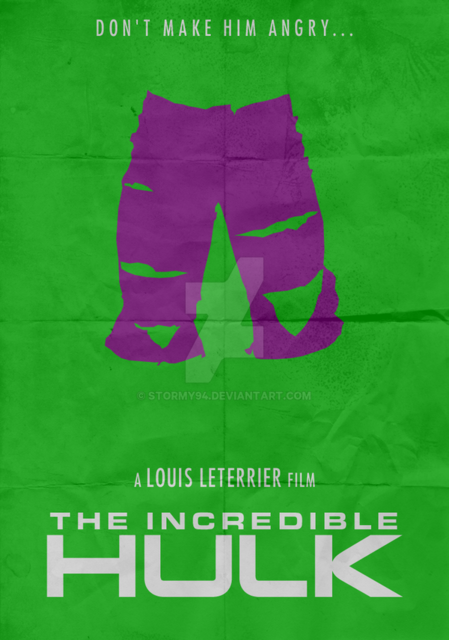 DON'T MAKE HIM ANGRY...
© STORMY94.DEVIANTART.COM
A LOUIS LETERRIER FILM
THE INCREDIBLE
HULK